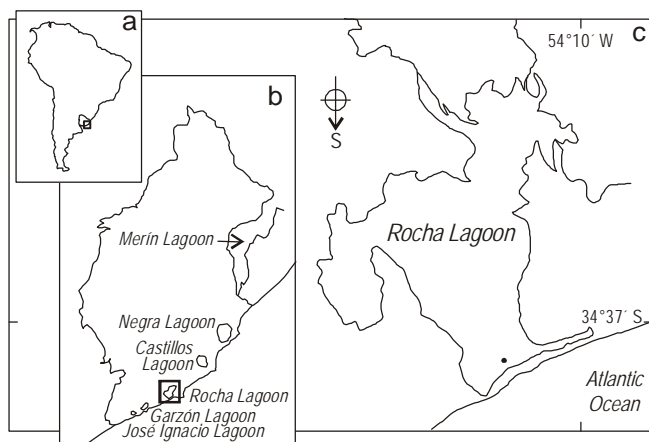 a
b
Merín Lagoon
Negra Lagoon
Castillos
Lagoon
Rocha Lagoon
Garzón Lagoon
José Ignacio Lagoon
54°10´ W
c
S
Rocha Lagoon
34°37´ S
Atlantic
Ocean